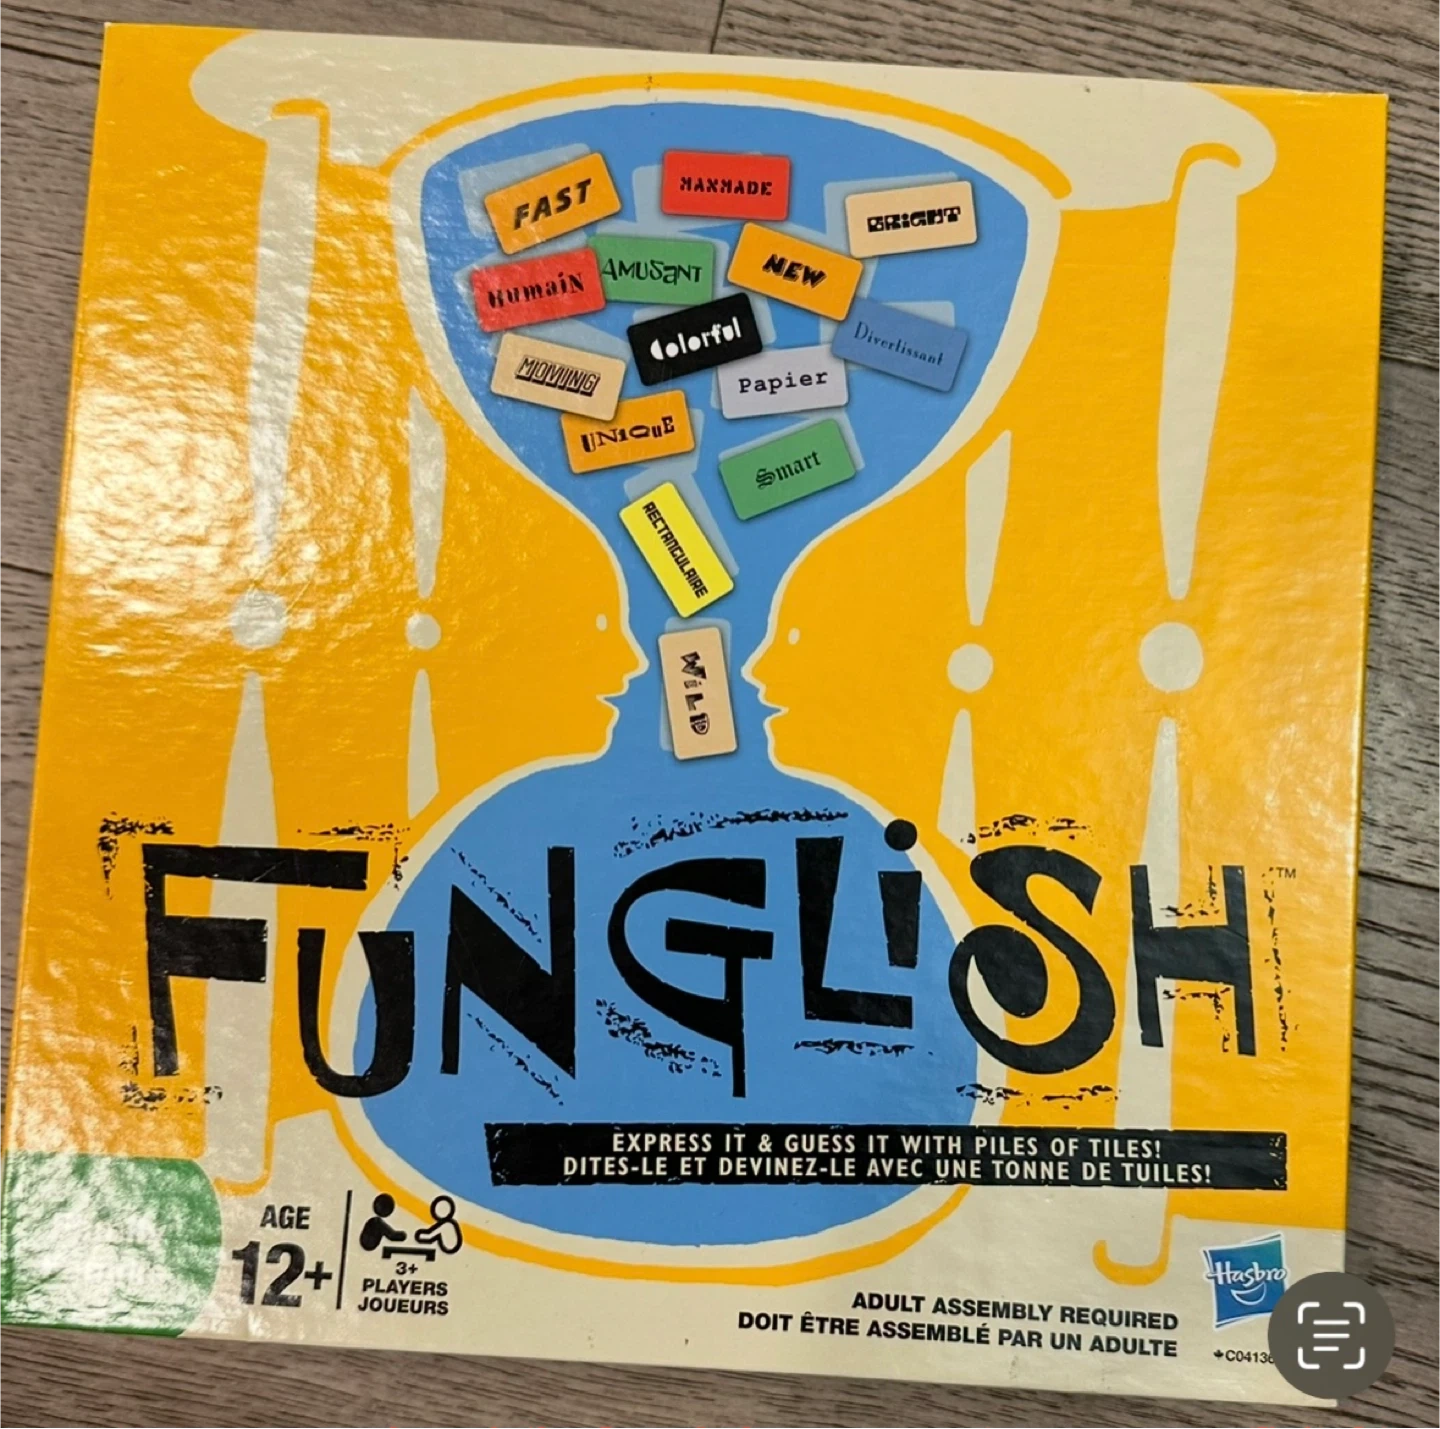 FAST
MANMADE
BRiGHT
HumaiN
AMUSaNT
NEW
Colorful
Divertissant
MOVING
Papier
UNiQuE
Smart
RECTANGULAIRE
WiLD
FuNGLiSH™
EXPRESS IT & GUESS IT WITH PILES OF TILES!
DITES-LE ET DEVINEZ-LE AVEC UNE TONNE DE TUILES!
AGE
12+
3+
PLAYERS
JOUEURS
Hasbro
ADULT ASSEMBLY REQUIRED
DOIT ÊTRE ASSEMBLÉ PAR UN ADULTE